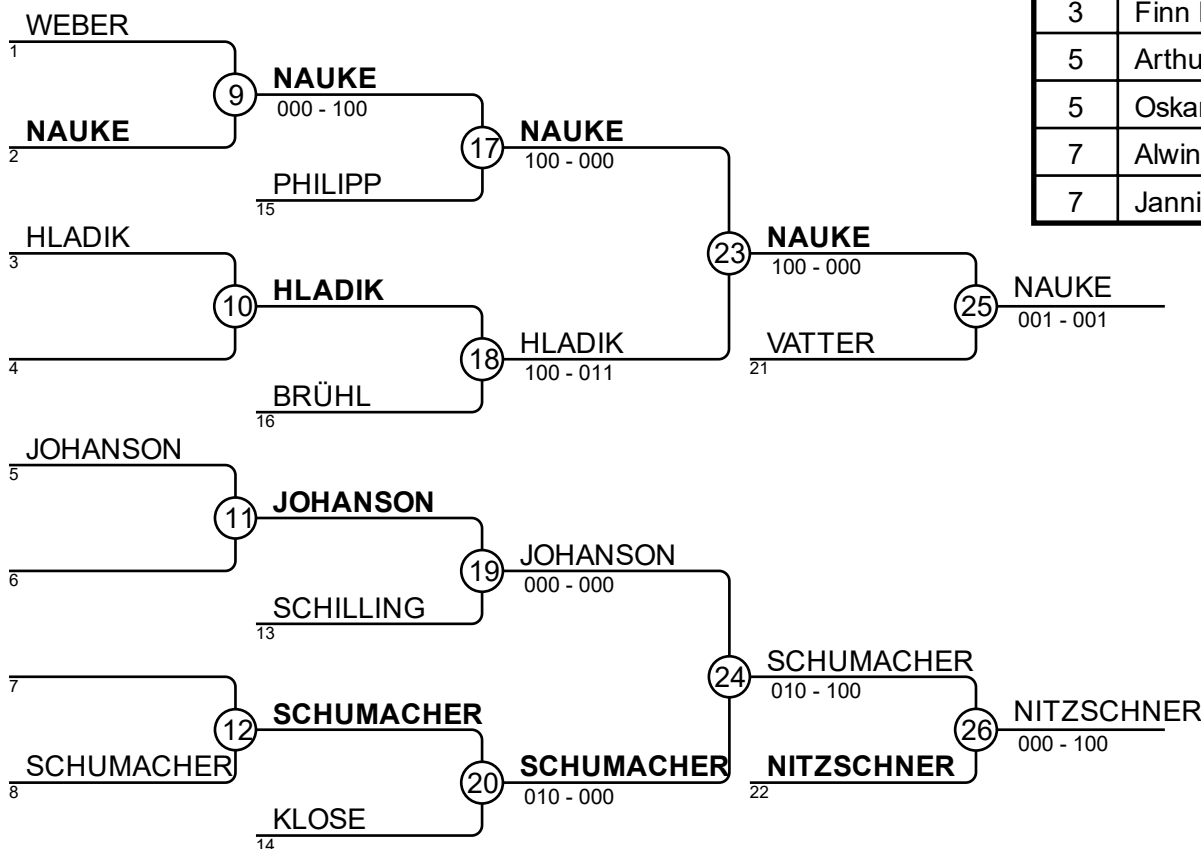 WEBER
1
3 Finn
9
NAUKE
000 - 100
5 Arthu
NAUKE
2
17
NAUKE
100 - 000
5 Oskar
PHILIPP
15
7 Alwin
HLADIK
3
7 Janni
23
NAUKE
100 - 000
10
HLADIK
25
NAUKE
001 - 001
4
18
HLADIK
100 - 011
VATTER
21
BRÜHL
16
JOHANSON
5
11
JOHANSON
6
19
JOHANSON
000 - 000
SCHILLING
13
7
24
SCHUMACHER
010 - 100
12
SCHUMACHER
26
NITZSCHNER
000 - 100
SCHUMACHER
8
20
SCHUMACHER
010 - 000
NITZSCHNER
22
KLOSE
14